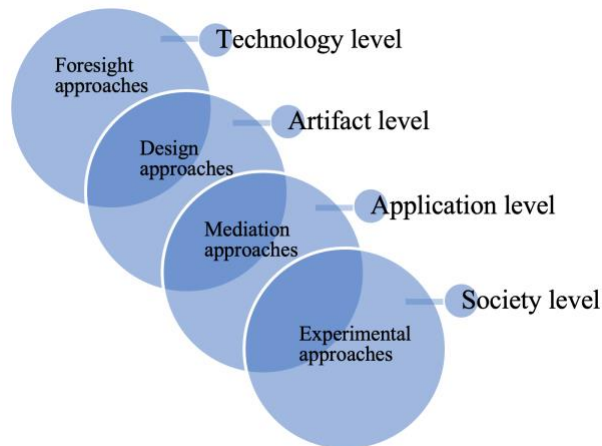 Technology level
Foresight
approaches
Artifact level
Design
approaches
Application level
Mediation
approaches
Society level
Experimental
approaches